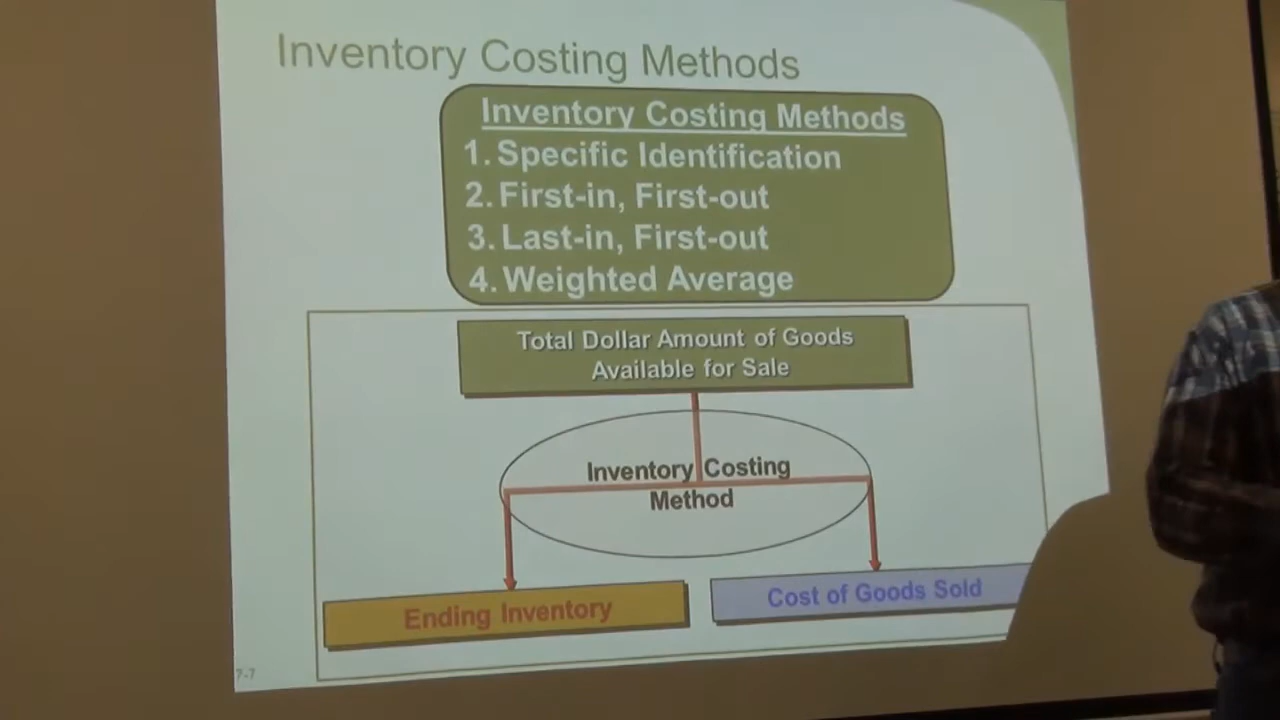 Inventory Costing Methods
Inventory Costing Methods
1. Specific Identification
2. First-in, First-out
3. Last-in, First-out
4. Weighted Average
Total Dollar Amount of Goods
Available for Sale
Inventory Costing
Method
Ending Inventory
Cost of Goods Sold
7-7